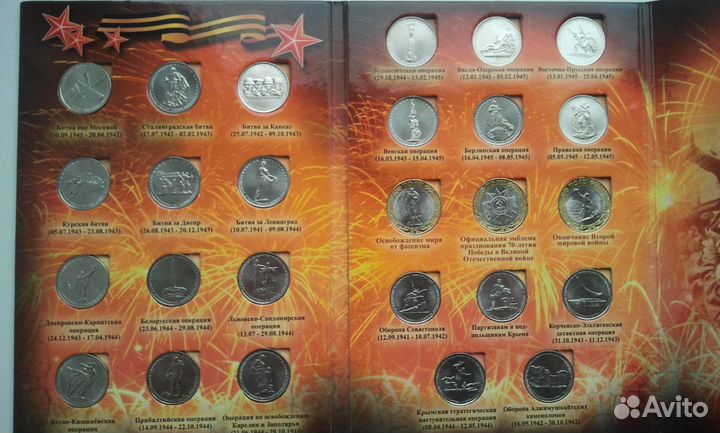 Битва под Москвой
(30.09.1941 - 20.04.1942)
Сталинградская битва
(17.07.1942 - 02.02.1943)
Битва за Кавказ
(25.07.1942 - 09.10.1943)
Курская битва
(05.07.1943 - 23.08.1943)
Битва за Днепр
(26.08.1943 - 20.12.1943)
Битва за Ленинград
(10.07.1941 - 09.08.1944)
Днепровско-Карпатская
операция
(24.12.1943 - 17.04.1944)
Белорусская операция
(23.06.1944 - 29.08.1944)
Львовско-Сандомирская
операция
(13.07 - 29.08.1944)
Ясско-Кишинёвская
операция
Прибалтийская операция
(14.09.1944 - 22.10.1944)
Операция по освобождению
Карелии и Заполярья
(21.06.1944 - 29.10.1944)
Будапештская операция
(29.10.1944 - 13.02.1945)
Висло-Одерская операция
(12.01.1945 - 03.02.1945)
Восточно-Прусская операция
(13.01.1945 - 25.04.1945)
Венская операция
(16.03.1945 - 15.04.1945)
Берлинская операция
(16.04.1945 - 08.05.1945)
Пражская операция
(05.05.1945 - 12.05.1945)
Освобождение мира
от фашизма
Официальная эмблема
празднования 70-летия
Победы в Великой
Отечественной войне
Окончание Второй
мировой войны
Оборона Севастополя
(12.09.1941 - 10.07.1942)
Партизанам и под-
польщикам Крыма
Керченско-Эльтигенская
десантная операция
(31.10.1943 - 11.12.1943)
Крымская стратегическая
наступательная операция
(08.04.1944 - 12.05.1944)
Оборона Аджимушкайских
каменоломен
(16.05.1942 - 30.10.1942)
Avito